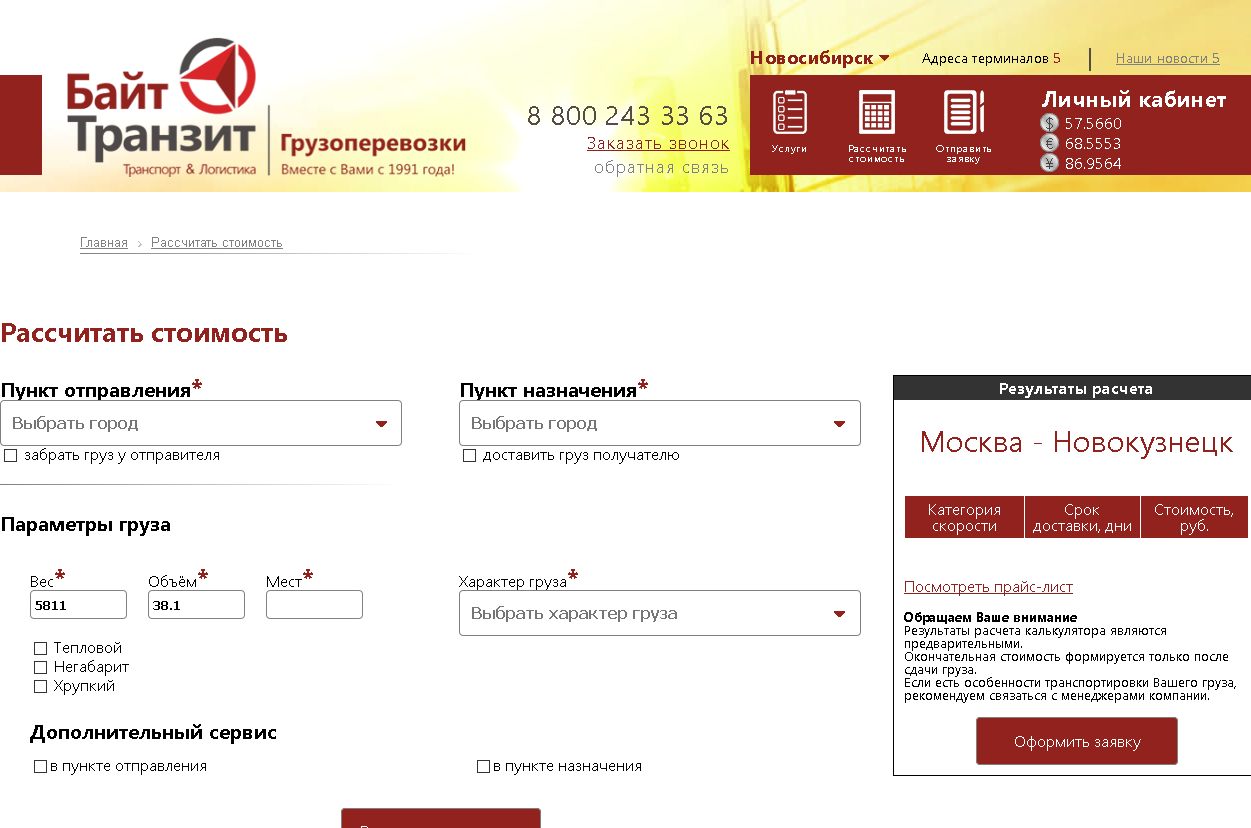 Байт
Транзит
Транспорт & Логистика
Грузоперевозки
Вместе с Вами с 1991 года!
8 800 243 33 63
Заказать звонок
обратная связь
Новосибирск
Адреса терминалов 5
Наши новости 5
Услуги
Рассчитать
стоимость
Отправить
заявку
Личный кабинет
$ 57.5660
€ 68.5553
¥ 86.9564
Главная › Рассчитать стоимость
Рассчитать стоимость
Пункт отправления*
Выбрать город
забрать груз у отправителя
Пункт назначения*
Выбрать город
доставить груз получателю
Параметры груза
Вес* Объём* Мест*
5811 38.1
Характер груза*
Выбрать характер груза
Тепловой
Негабарит
Хрупкий
Дополнительный сервис
в пункте отправления
в пункте назначения
Результаты расчета
Москва - Новокузнецк
Категория
скорости
Срок
доставки, дни
Стоимость,
руб.
Посмотреть прайс-лист
Обращаем Ваше внимание
Результаты расчета калькулятора являются
предварительными.
Окончательная стоимость формируется только после
сдачи груза.
Если есть особенности транспортировки Вашего груза,
рекомендуем связаться с менеджерами компании.
Оформить заявку